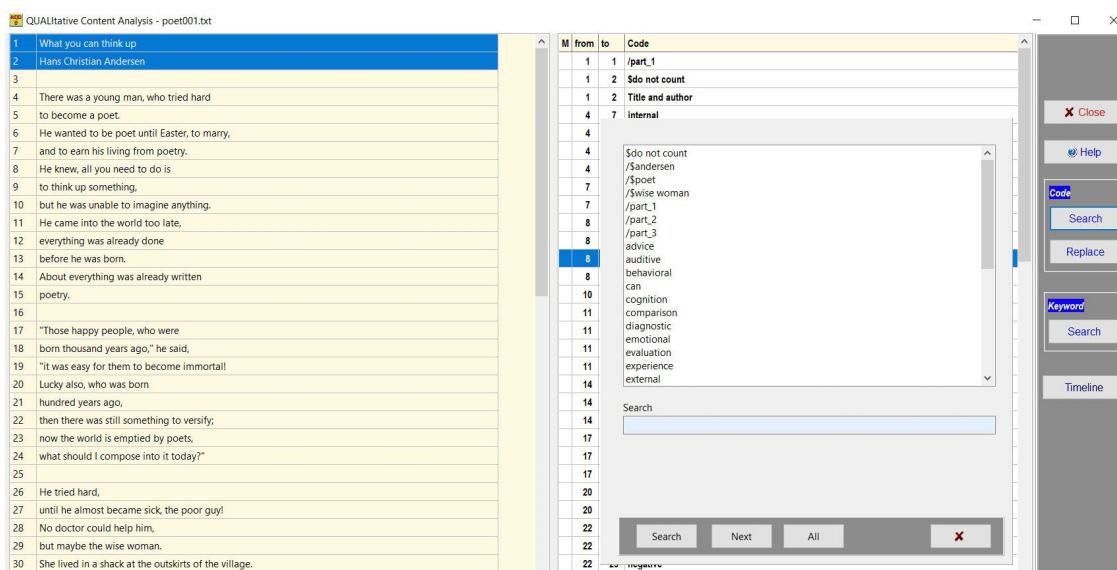 QUALItative Content Analysis - poet001.txt
1 What you can think up
2 Hans Christian Andersen
3
4 There was a young man, who tried hard
5 to become a poet.
6 He wanted to be poet until Easter, to marry,
7 and to earn his living from poetry.
8 He knew, all you need to do is
9 to think up something,
10 but he was unable to imagine anything.
11 He came into the world too late,
12 everything was already done
13 before he was born.
14 About everything was already written
15 poetry.
16
17 "Those happy people, who were
18 born thousand years ago," he said,
19 "it was easy for them to become immortal!
20 Lucky also, who was born
21 hundred years ago,
22 then there was still something to versify;
23 now the world is emptied by poets,
24 what should I compose into it today?"
25
26 He tried hard,
27 until he almost became sick, the poor guy!
28 No doctor could help him,
29 but maybe the wise woman.
30 She lived in a shack at the outskirts of the village.
M from to Code
1 1 /part_1
1 2 $do not count
1 2 Title and author
4 7 internal
4
4
4
7
7
8
8
8
8
10
11
11
11
11
14
14
14
17
17
17
20
20
22
22
22 25 negative
$do not count
/$andersen
/$poet
/$wise woman
/part_1
/part_2
/part_3
advice
auditive
behavioral
can
cognition
comparison
diagnostic
emotional
evaluation
experience
external
Search
Search Next All
Close
Help
Code
Search
Replace
Keyword
Search
Timeline